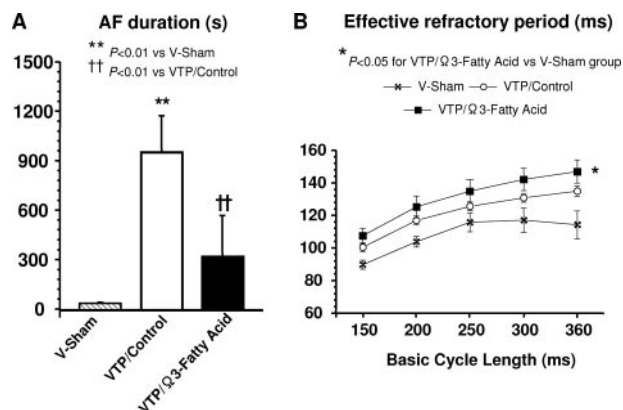 A
AF duration (s)
** P<0.01 vs V-Sham
†† P<0.01 vs VTP/Control
1500
1200
900
600
300
0
**
††
V-Sham
VTP/Control
VTP/Ω3-Fatty Acid
B
Effective refractory period (ms)
* P<0.05 for VTP/Ω3-Fatty Acid vs V-Sham group
V-Sham VTP/Control
VTP/Ω3-Fatty Acid
160
140
120
100
80
60
*
150 200 250 300 360
Basic Cycle Length (ms)